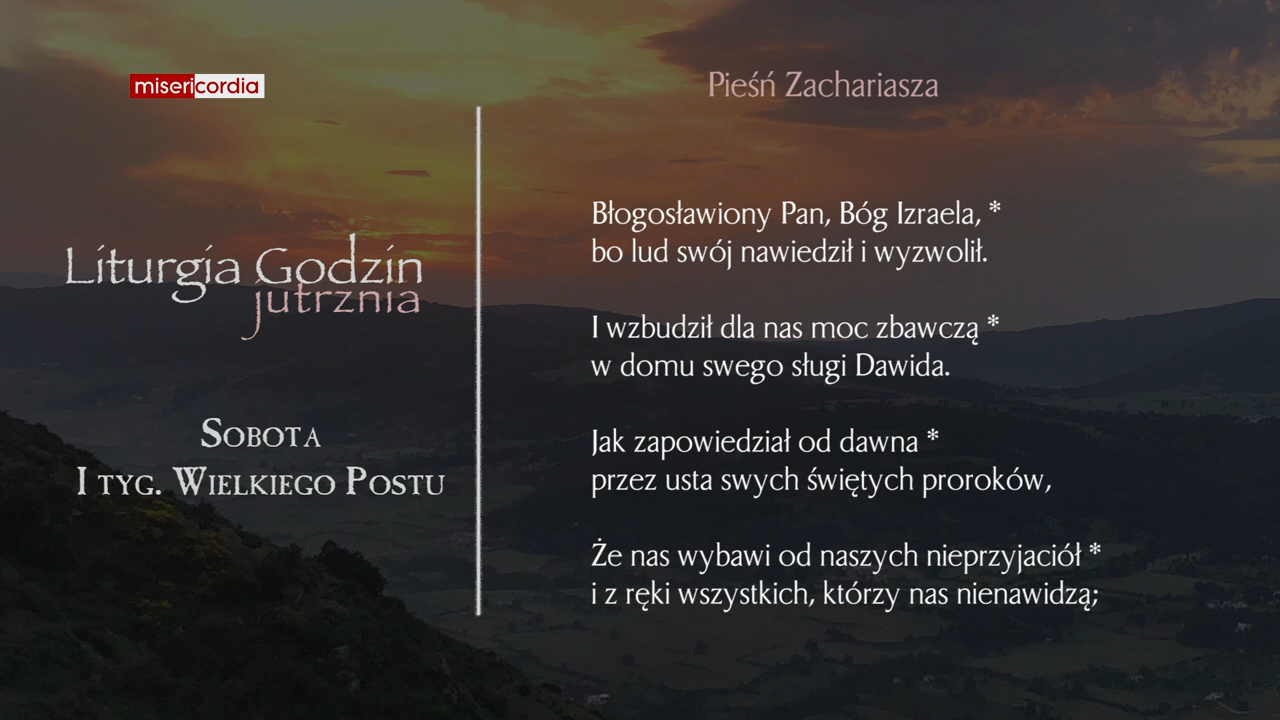 misericordia
Liturgia Godzin
jutrznia
Sobota
I tyg. Wielkiego Postu
Pieśń Zachariasza
Błogosławiony Pan, Bóg Izraela, *
bo lud swój nawiedził i wyzwolił.
I wzbudził dla nas moc zbawczą *
w domu swego sługi Dawida.
Jak zapowiedział od dawna *
przez usta swych świętych proroków,
Że nas wybawi od naszych nieprzyjaciół *
i z ręki wszystkich, którzy nas nienawidzą;